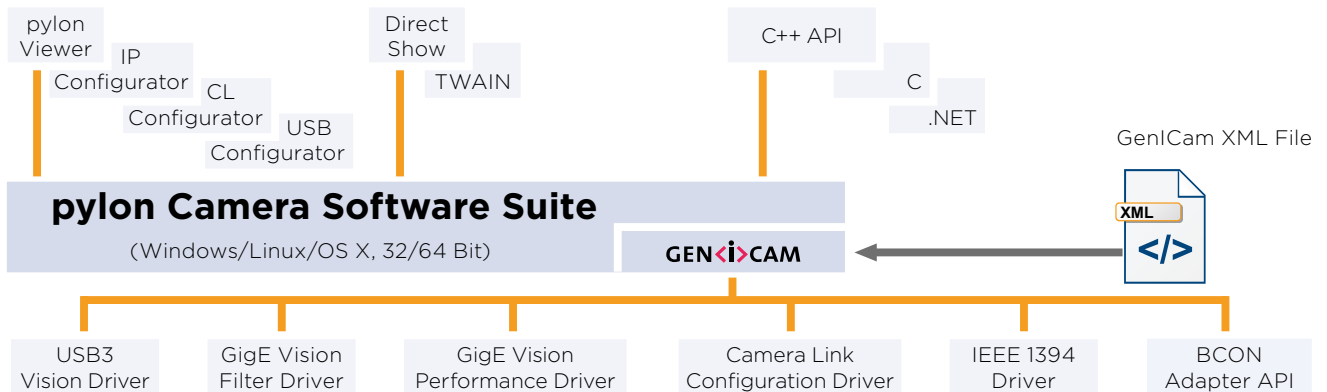 pylon
Viewer
IP
Configurator
CL
Configurator
USB
Configurator
Direct
Show
TWAIN
C++ API
C
.NET
GenICam XML File
XML
</>
pylon Camera Software Suite
(Windows/Linux/OS X, 32/64 Bit)
GEN<i>CAM
USB3
Vision Driver
GigE Vision
Filter Driver
GigE Vision
Performance Driver
Camera Link
Configuration Driver
IEEE 1394
Driver
BCON
Adapter API